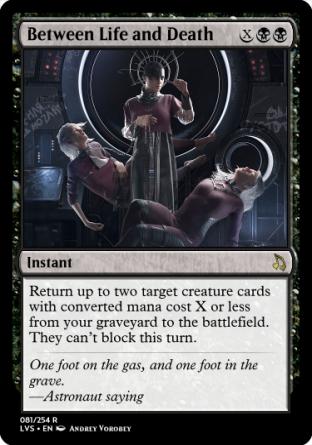 Between Life and Death X
Instant
Return up to two target creature cards
with converted mana cost X or less
from your graveyard to the battlefield.
They can't block this turn.
One foot on the gas, and one foot in the
grave.
—Astronaut saying
081/254 R
LVS • EN Andrey Vorobey